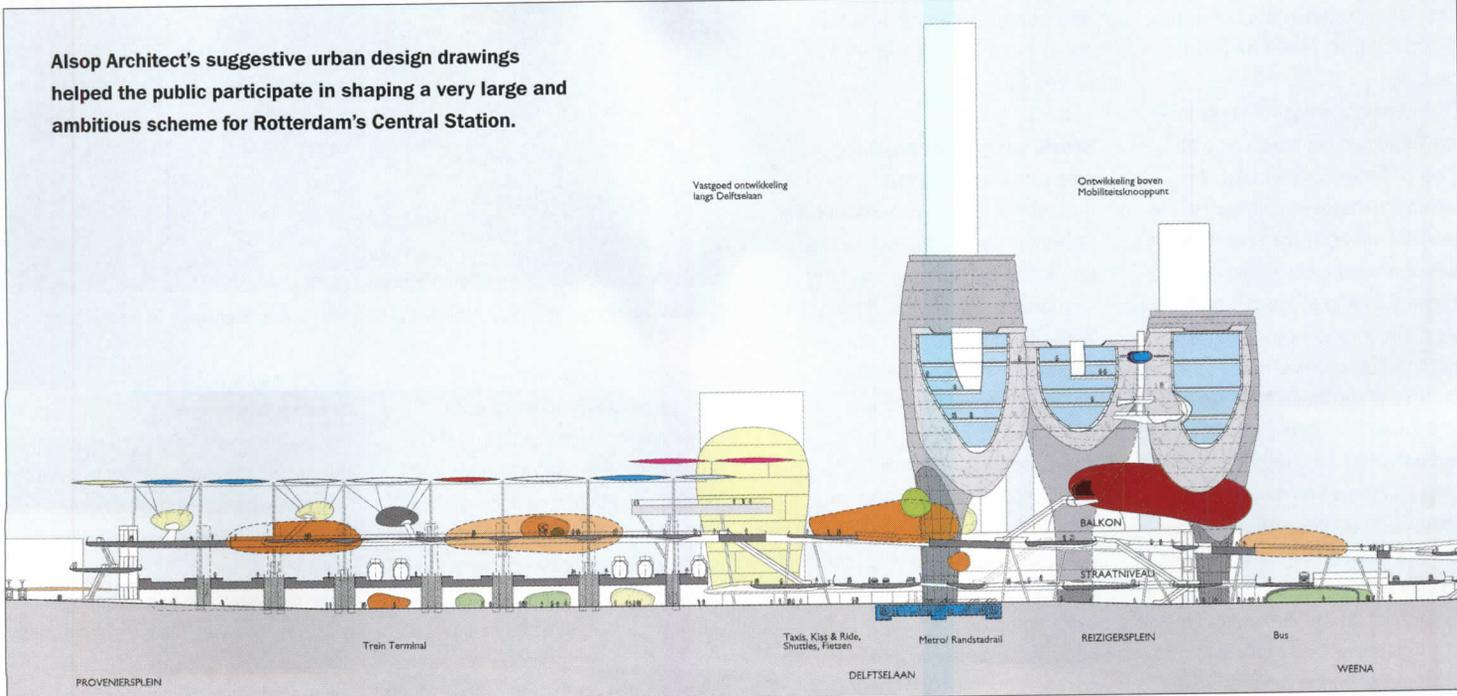 Alsop Architect's suggestive urban design drawings
helped the public participate in shaping a very large and
ambitious scheme for Rotterdam's Central Station.
Vastgoed ontwikkeling
langs Delftselaan
Ontwikkeling boven
Mobiliteitsknooppunt
BALKON
STRAATNIVEAU
Trein Terminal
Taxis, Kiss & Ride,
Shuttles, Fietsen
Metro/ Randstadrail
REIZIGERSPLEIN
Bus
PROVENIERSPLEIN
DELFTSELAAN
WEENA